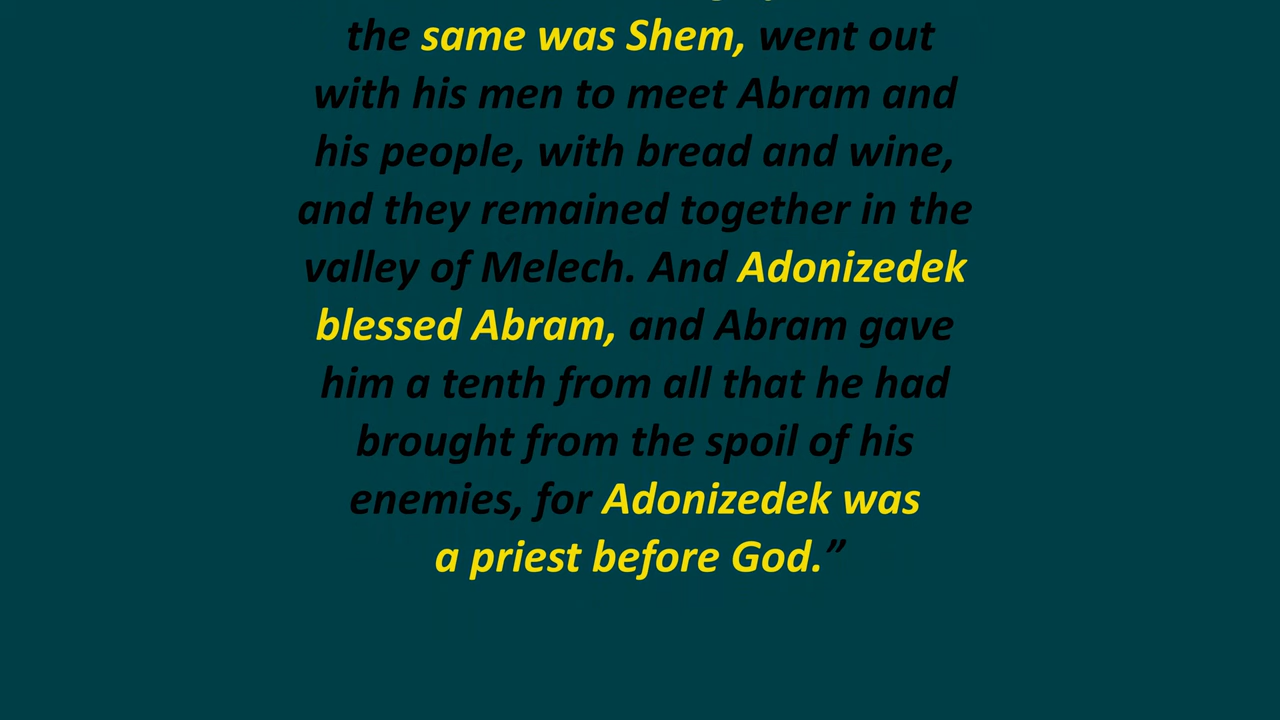 the same was Shem, went out
with his men to meet Abram and
his people, with bread and wine,
and they remained together in the
valley of Melech. And Adonizedek
blessed Abram, and Abram gave
him a tenth from all that he had
brought from the spoil of his
enemies, for Adonizedek was
a priest before God.”